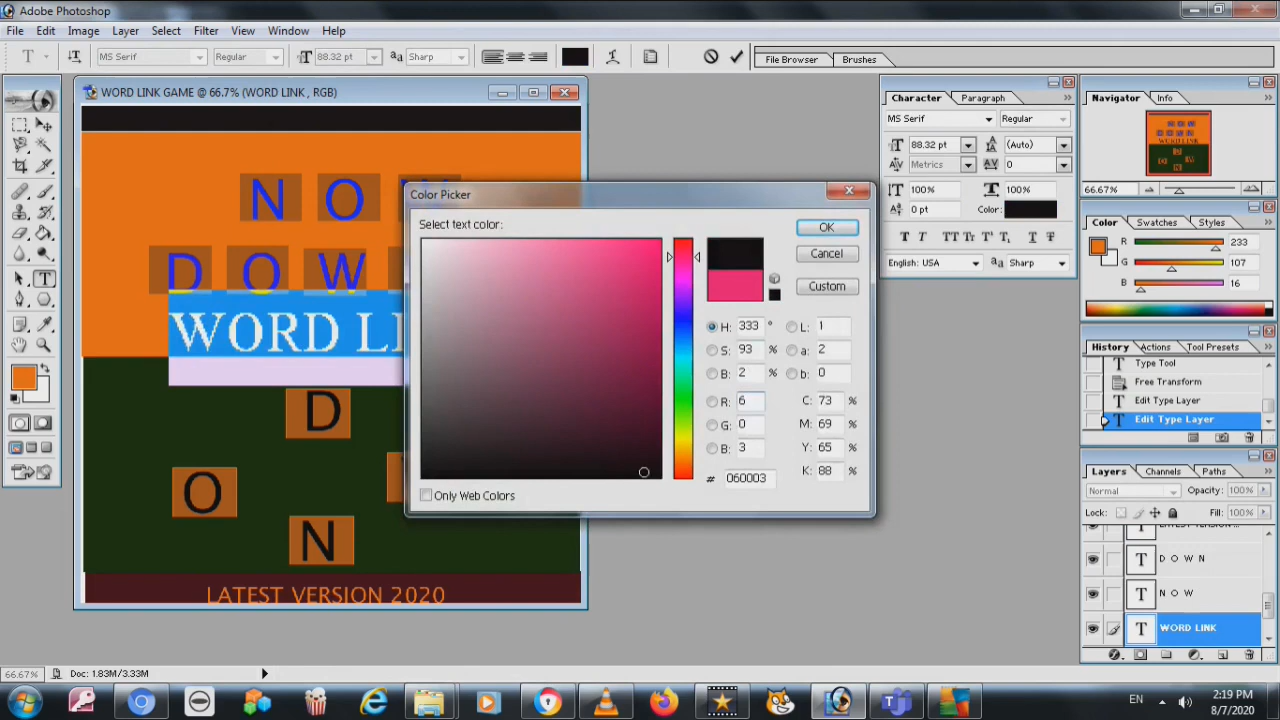 Adobe Photoshop
File Edit Image Layer Select Filter View Window Help
T T MS Serif Regular T 88.32 pt aa Sharp File Browser Brushes
WORD LINK GAME @ 66.7% (WORD LINK , RGB)
N O
D O W
WORD LI
D
O
N
LATEST VERSION 2020
Color Picker
Select text color:
OK
Cancel
Custom
H: 333 °
S: 93 %
B: 2 %
R: 6
G: 0
B: 3
L: 1
a: 2
b: 0
C: 73 %
M: 69 %
Y: 65 %
K: 88 %
# 060003
Only Web Colors
Character Paragraph
MS Serif Regular
88.32 pt (Auto)
Metrics 0
100% 100%
0 pt Color:
T T TT Tr T' T, T T
English: USA aa Sharp
Navigator Info
66.67%
Color Swatches Styles
R 233
G 107
B 16
History Actions Tool Presets
Type Tool
Free Transform
Edit Type Layer
Edit Type Layer
Layers Channels Paths
Normal Opacity: 100%
Lock: Fill: 100%
LATEST VERSION ...
T D O W N
T N O W
T WORD LINK
66.67% Doc: 1.83M/3.33M
EN 2:19 PM
8/7/2020